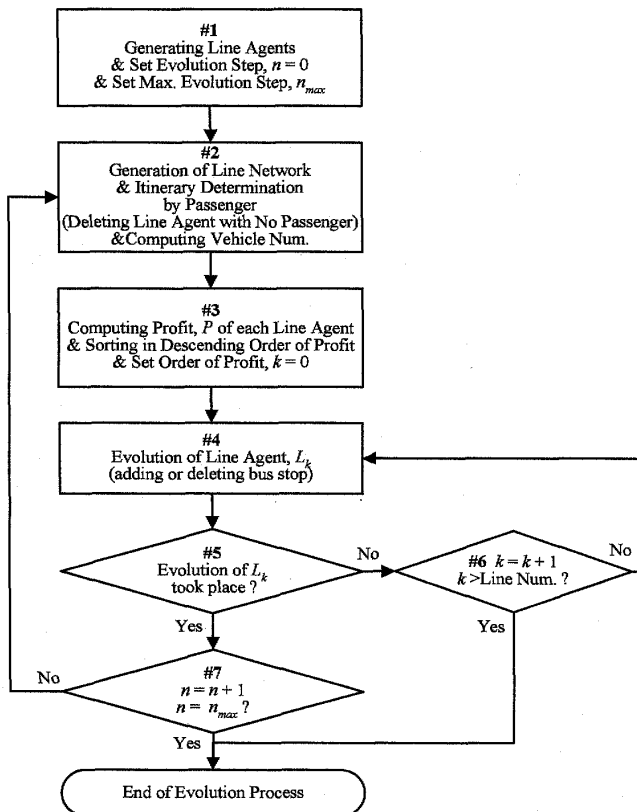 #1
Generating Line Agents
& Set Evolution Step, n = 0
& Set Max. Evolution Step, nmax
#2
Generation of Line Network
& Itinerary Determination
by Passenger
(Deleting Line Agent with No Passenger)
&Computing Vehicle Num.
#3
Computing Profit, P of each Line Agent
& Sorting in Descending Order of Profit
& Set Order of Profit, k = 0
#4
Evolution of Line Agent, Lk
(adding or deleting bus stop)
#5
Evolution of Lk
took place ?
No
#6 k = k + 1
k >Line Num. ?
No
Yes
Yes
No
#7
n = n + 1
n = nmax ?
Yes
End of Evolution Process